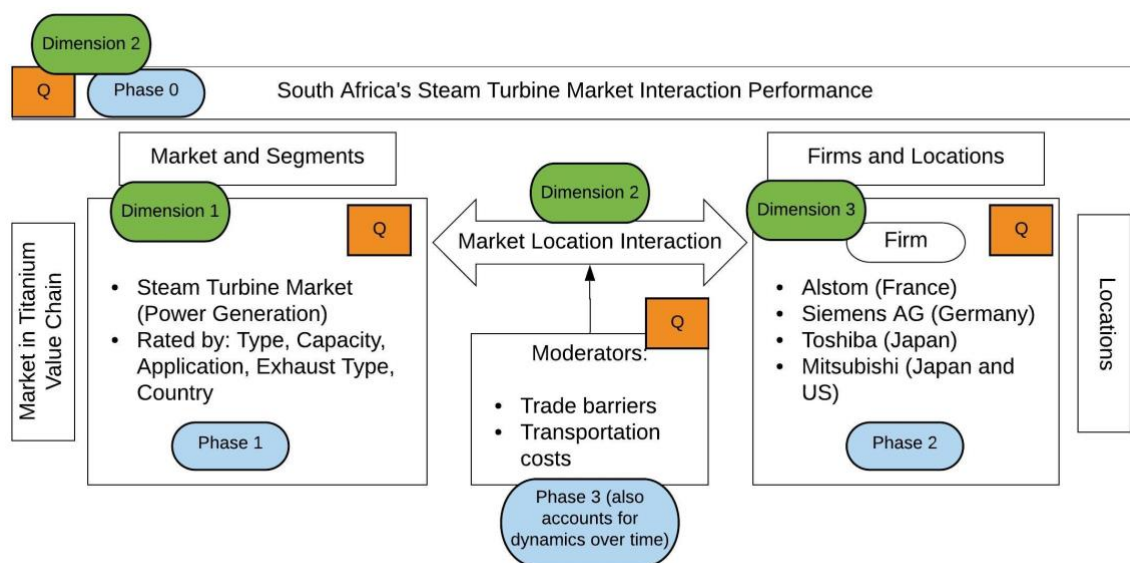 Dimension 2
Q
Phase 0
South Africa's Steam Turbine Market Interaction Performance
Market and Segments
Firms and Locations
Dimension 1
Q
Dimension 2
Dimension 3
Q
Market Location Interaction
Firm
Market in Titanium
Value Chain
• Steam Turbine Market
(Power Generation)
• Rated by: Type, Capacity,
Application, Exhaust Type,
Country
Phase 1
Q
Moderators:
• Trade barriers
• Transportation
costs
Phase 3 (also
accounts for
dynamics over time)
• Alstom (France)
• Siemens AG (Germany)
• Toshiba (Japan)
• Mitsubishi (Japan and
US)
Phase 2
Locations